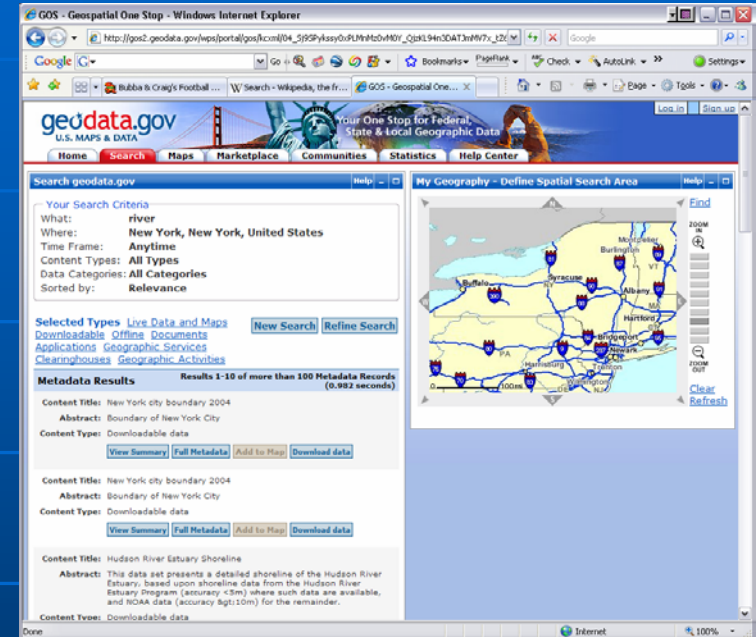 GOS - Geospatial One Stop - Windows Internet Explorer
Google
Google G
Go
Bookmarks
PageRank
Check
AutoLink
Settings
Bubba & Craig's Football ...
W Search - Wikipedia, the fr...
GOS - Geospatial One... X
Page
Tools
Log in
Sign up
geodata.gov
U.S. MAPS & DATA
Your One Stop for Federal,
State & Local Geographic Data
Home Search Maps Marketplace Communities Statistics Help Center
Search geodata.gov
Help
Your Search Criteria
What: river
Where: New York, New York, United States
Time Frame: Anytime
Content Types: All Types
Data Categories: All Categories
Sorted by: Relevance
Selected Types Live Data and Maps
Downloadable Offline Documents
Applications Geographic Services
Clearinghouses Geographic Activities
New Search Refine Search
Metadata Results
Results 1-10 of more than 100 Metadata Records
(0.982 seconds)
Content Title: New York city boundary 2004
Abstract: Boundary of New York City
Content Type: Downloadable data
View Summary Full Metadata Add to Map Download data
Content Title: New York city boundary 2004
Abstract: Boundary of New York City
Content Type: Downloadable data
View Summary Full Metadata Add to Map Download data
Content Title: Hudson River Estuary Shoreline
Abstract: This data set presents a detailed shoreline of the Hudson River
Estuary, based upon shoreline data from the Hudson River
Estuary Program (accuracy <5m) where such data are available,
and NOAA data (accuracy &gt:10m) for the remainder.
Content Type: Downloadable data
My Geography - Define Spatial Search Area
Help
Find
ZOOM
IN
N
Montpelier
Burlington
VT
Buffalo
Syracuse
NY
Albany
MA
Hartford
Bridgeport
Newark
PA
Harrisburg
Trenton
Washington
DE
NJ
0 100mi
S
ZOOM
OUT
Clear
Refresh
Done
Internet
100%